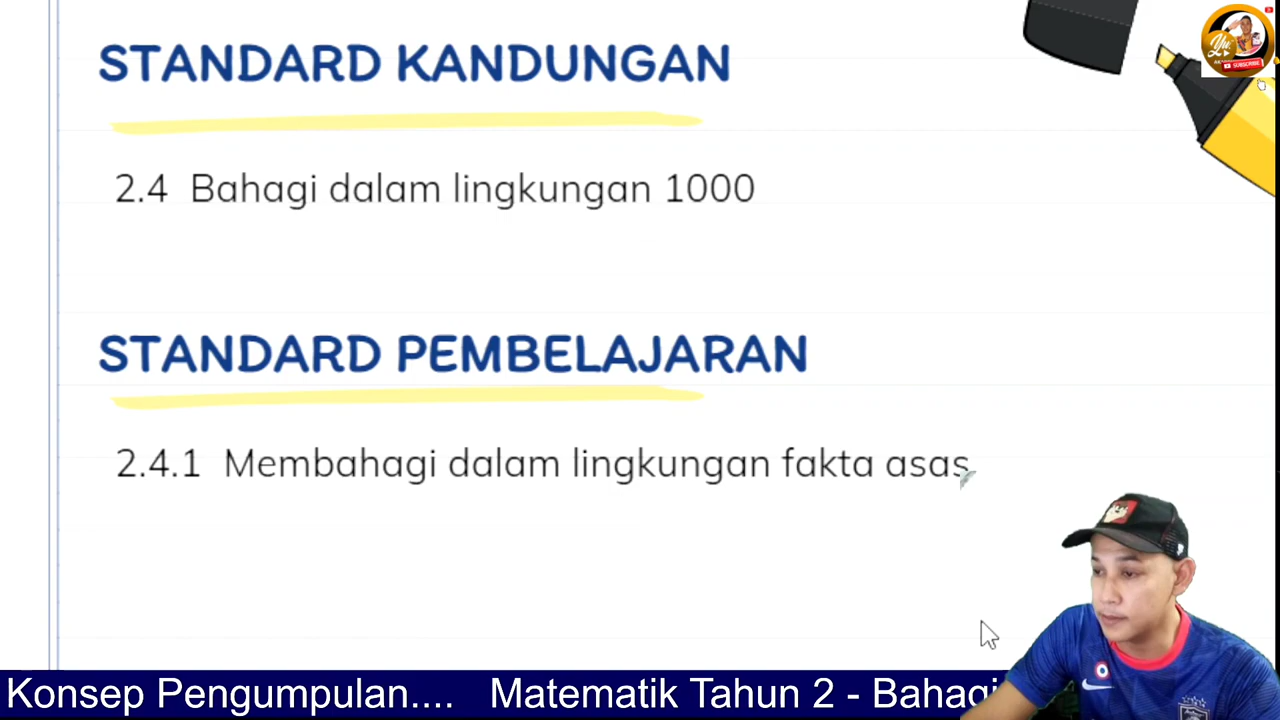 STANDARD KANDUNGAN
2.4 Bahagi dalam lingkungan 1000
STANDARD PEMBELAJARAN
2.4.1 Membahagi dalam lingkungan fakta asas
Konsep Pengumpulan.... Matematik Tahun 2 - Bahagi
SUBSCRIBE